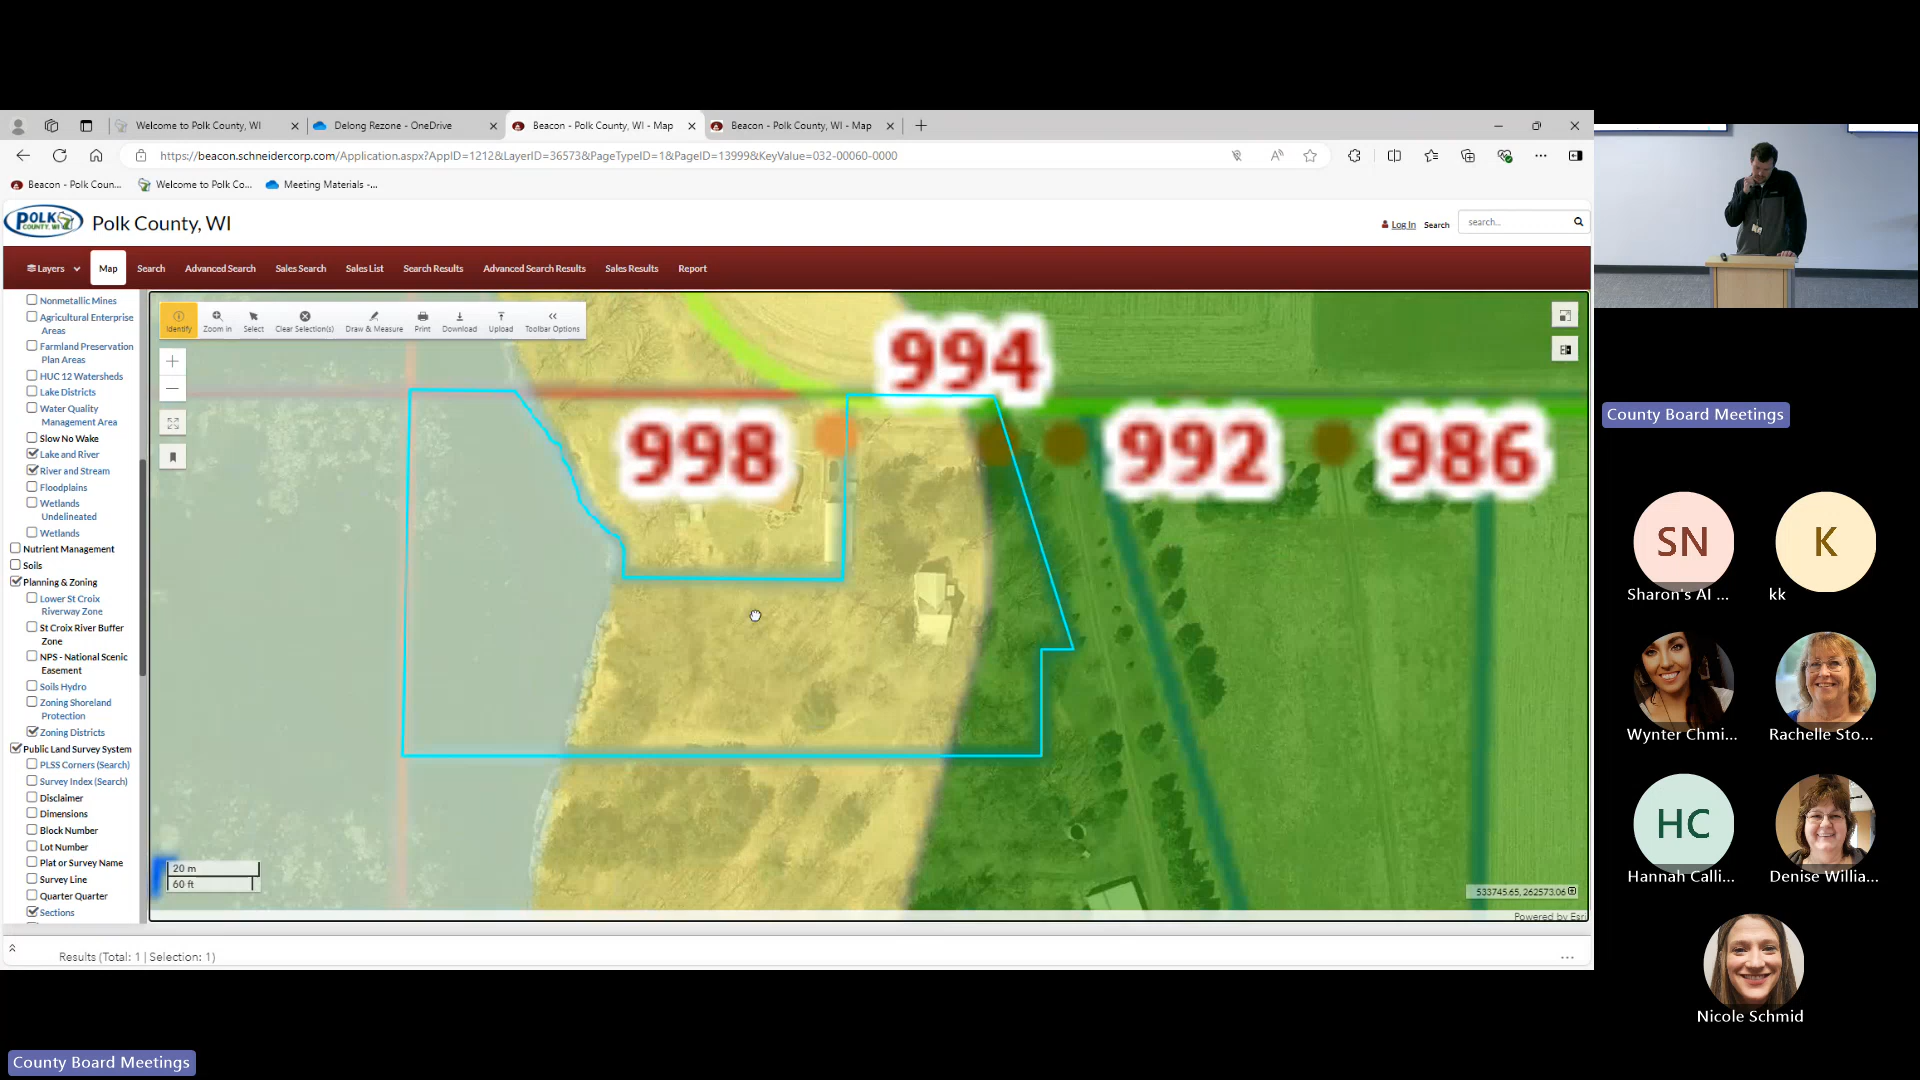 Welcome to Polk County, WI
Delong Rezone - OneDrive
Beacon - Polk County, WI - Map
Beacon - Polk County, WI - Map
https://beacon.schneidercorp.com/Application.aspx?AppID=1212&LayerID=36573&PageTypeID=1&PageID=13999&KeyValue=032-00060-0000
Beacon - Polk Coun...
Welcome to Polk Co...
Meeting Materials -...
POLK
COUNTY, WI
Polk County, WI
Log In
Search
search...
Layers
Map
Search
Advanced Search
Sales Search
Sales List
Search Results
Advanced Search Results
Sales Results
Report
Nonmetallic Mines
Agricultural Enterprise
Areas
Farmland Preservation
Plan Areas
HUC 12 Watersheds
Lake Districts
Water Quality
Management Area
Slow No Wake
Lake and River
River and Stream
Floodplains
Wetlands
Undelineated
Wetlands
Nutrient Management
Soils
Planning & Zoning
Lower St Croix
Riverway Zone
St Croix River Buffer
Zone
NPS - National Scenic
Easement
Soils Hydro
Zoning Shoreland
Protection
Zoning Districts
Public Land Survey System
PLSS Corners (Search)
Survey Index (Search)
Disclaimer
Dimensions
Block Number
Lot Number
Plat or Survey Name
Survey Line
Quarter Quarter
Sections
Identify
Zoom in
Select
Clear Selection(s)
Draw & Measure
Print
Download
Upload
Toolbar Options
994
998
992
986
20 m
60 ft
533745.65, 262573.06
Powered by Esri
Results (Total: 1 | Selection: 1)
County Board Meetings
SN
Sharon's AI ...
K
kk
Wynter Chmi...
Rachelle Sto...
HC
Hannah Calli...
Denise Willia...
Nicole Schmid
County Board Meetings